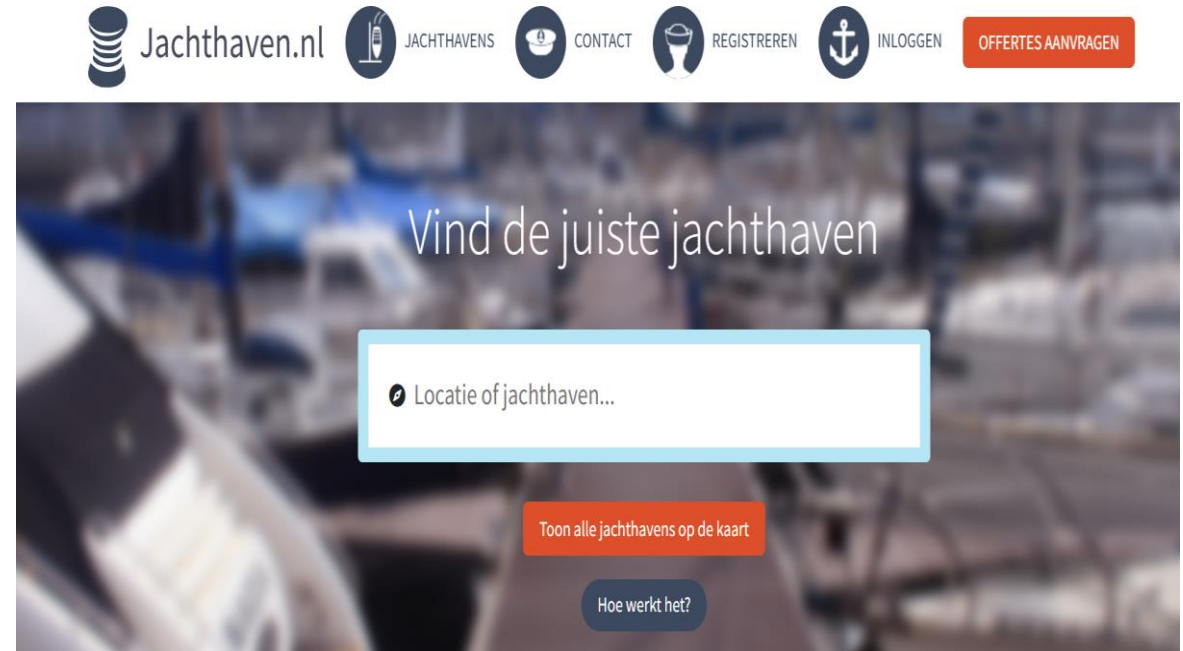 Jachthaven.nl
JACHTHAVENS
CONTACT
REGISTREREN
INLOGGEN
OFFERTES AANVRAGEN
Vind de juiste jachthaven
Locatie of jachthaven...
Toon alle jachthavens op de kaart
Hoe werkt het?